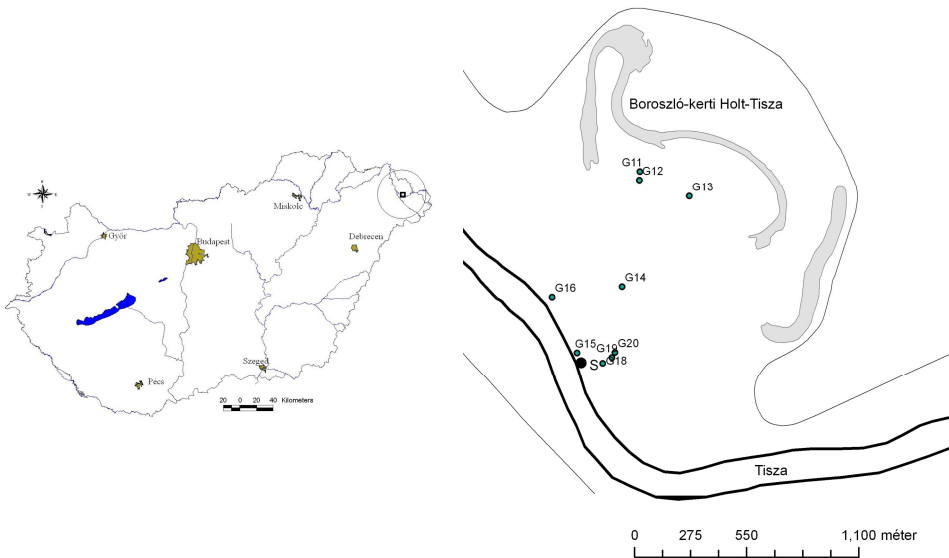 Miskolc
Győr
Budapest
Debrecen
Szeged
Pécs
20 0 20 40 Kilometers
Boroszló-kerti Holt-Tisza
G11
G12
G13
G14
G16
G15
G19
G20
S
G18
Tisza
0 275 550 1,100 méter